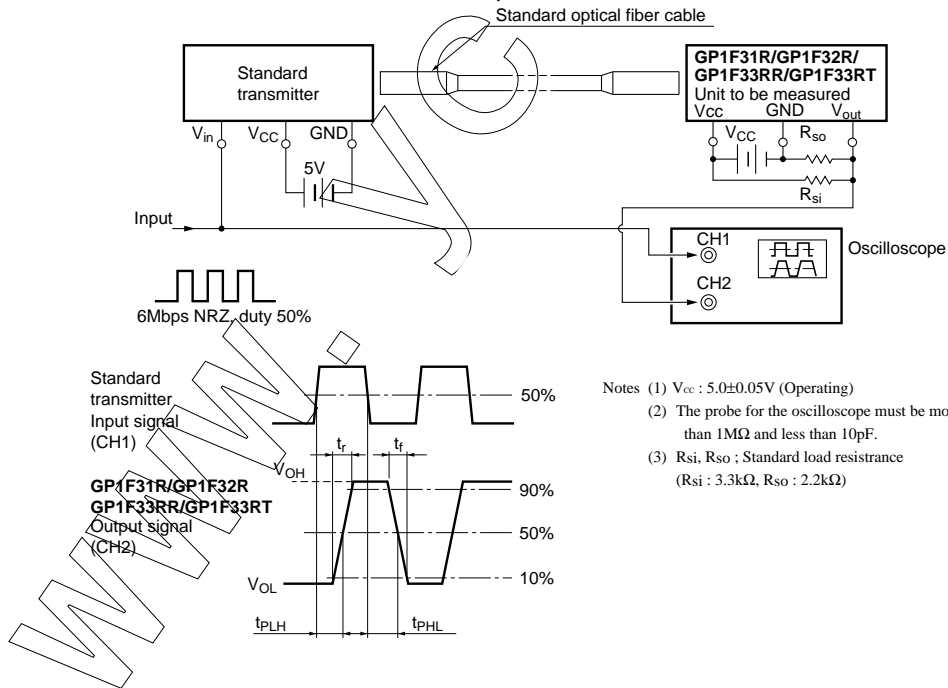 Standard optical fiber cable
Standard
transmitter
Vin
VCC
GND
5V
GP1F31R/GP1F32R/
GP1F33RR/GP1F33RT
Unit to be measured
Vcc
GND
Vout
VCC
Rso
Rsi
Input
CH1
CH2
Oscilloscope
6Mbps NRZ, duty 50%
Standard
transmitter
Input signal
(CH1)
50%
tr
tf
VOH
GP1F31R/GP1F32R
GP1F33RR/GP1F33RT
Output signal
(CH2)
90%
50%
10%
VOL
tPLH
tPHL
Notes (1) Vcc : 5.0±0.05V (Operating)
(2) The probe for the oscilloscope must be mo
than 1MΩ and less than 10pF.
(3) Rsi, Rso ; Standard load resistrance
(Rsi : 3.3kΩ, Rso : 2.2kΩ)